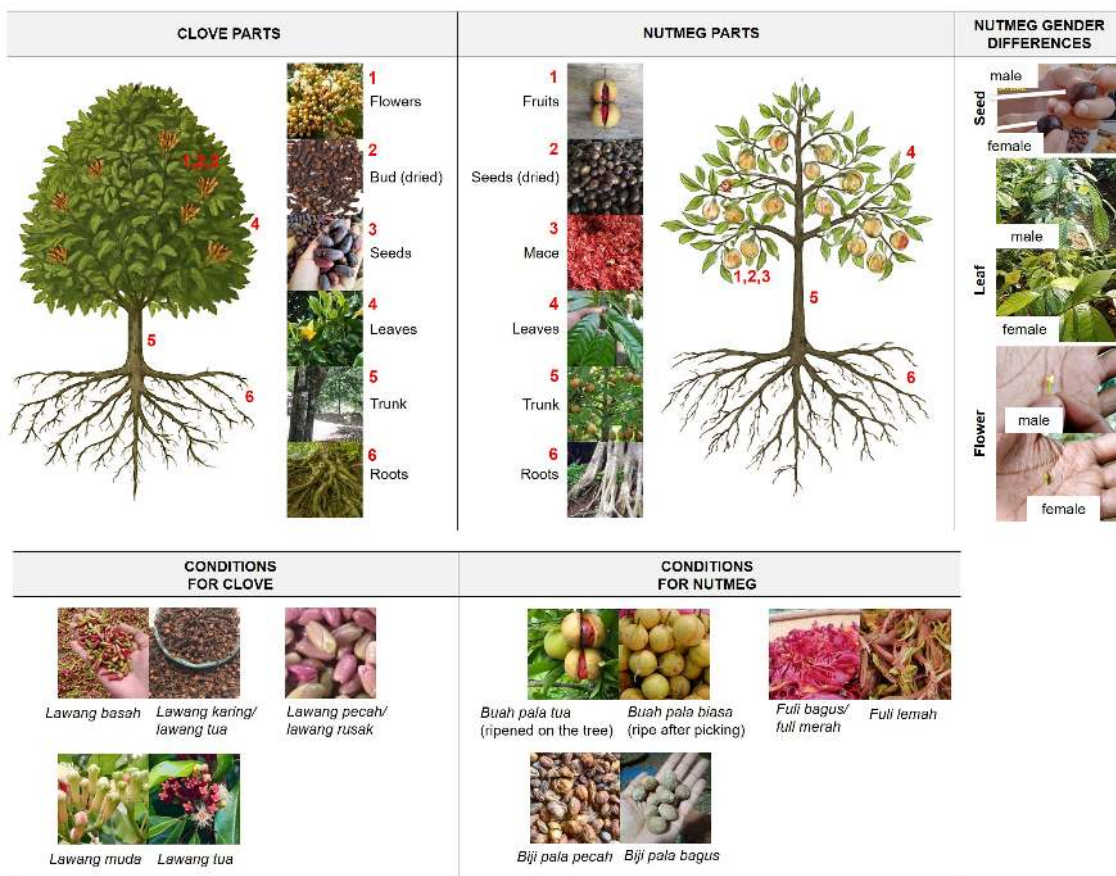 CLOVE PARTS
NUTMEG PARTS
NUTMEG GENDER
DIFFERENCES
1
Flowers
2
Bud (dried)
3
Seeds
4
Leaves
5
Trunk
6
Roots
1,2,3
4
5
6
1
Fruits
2
Seeds (dried)
3
Mace
4
Leaves
5
Trunk
6
Roots
4
1,2,3
5
6
Seed
male
female
Leaf
male
female
Flower
male
female
CONDITIONS
FOR CLOVE
CONDITIONS
FOR NUTMEG
Lawang basah
Lawang karing/
lawang tua
Lawang pecah/
lawang rusak
Lawang muda
Lawang tua
Buah pala tua
(ripened on the tree)
Buah pala biasa
(ripe after picking)
Fuli bagus/
fuli merah
Fuli lemah
Biji pala pecah
Biji pala bagus